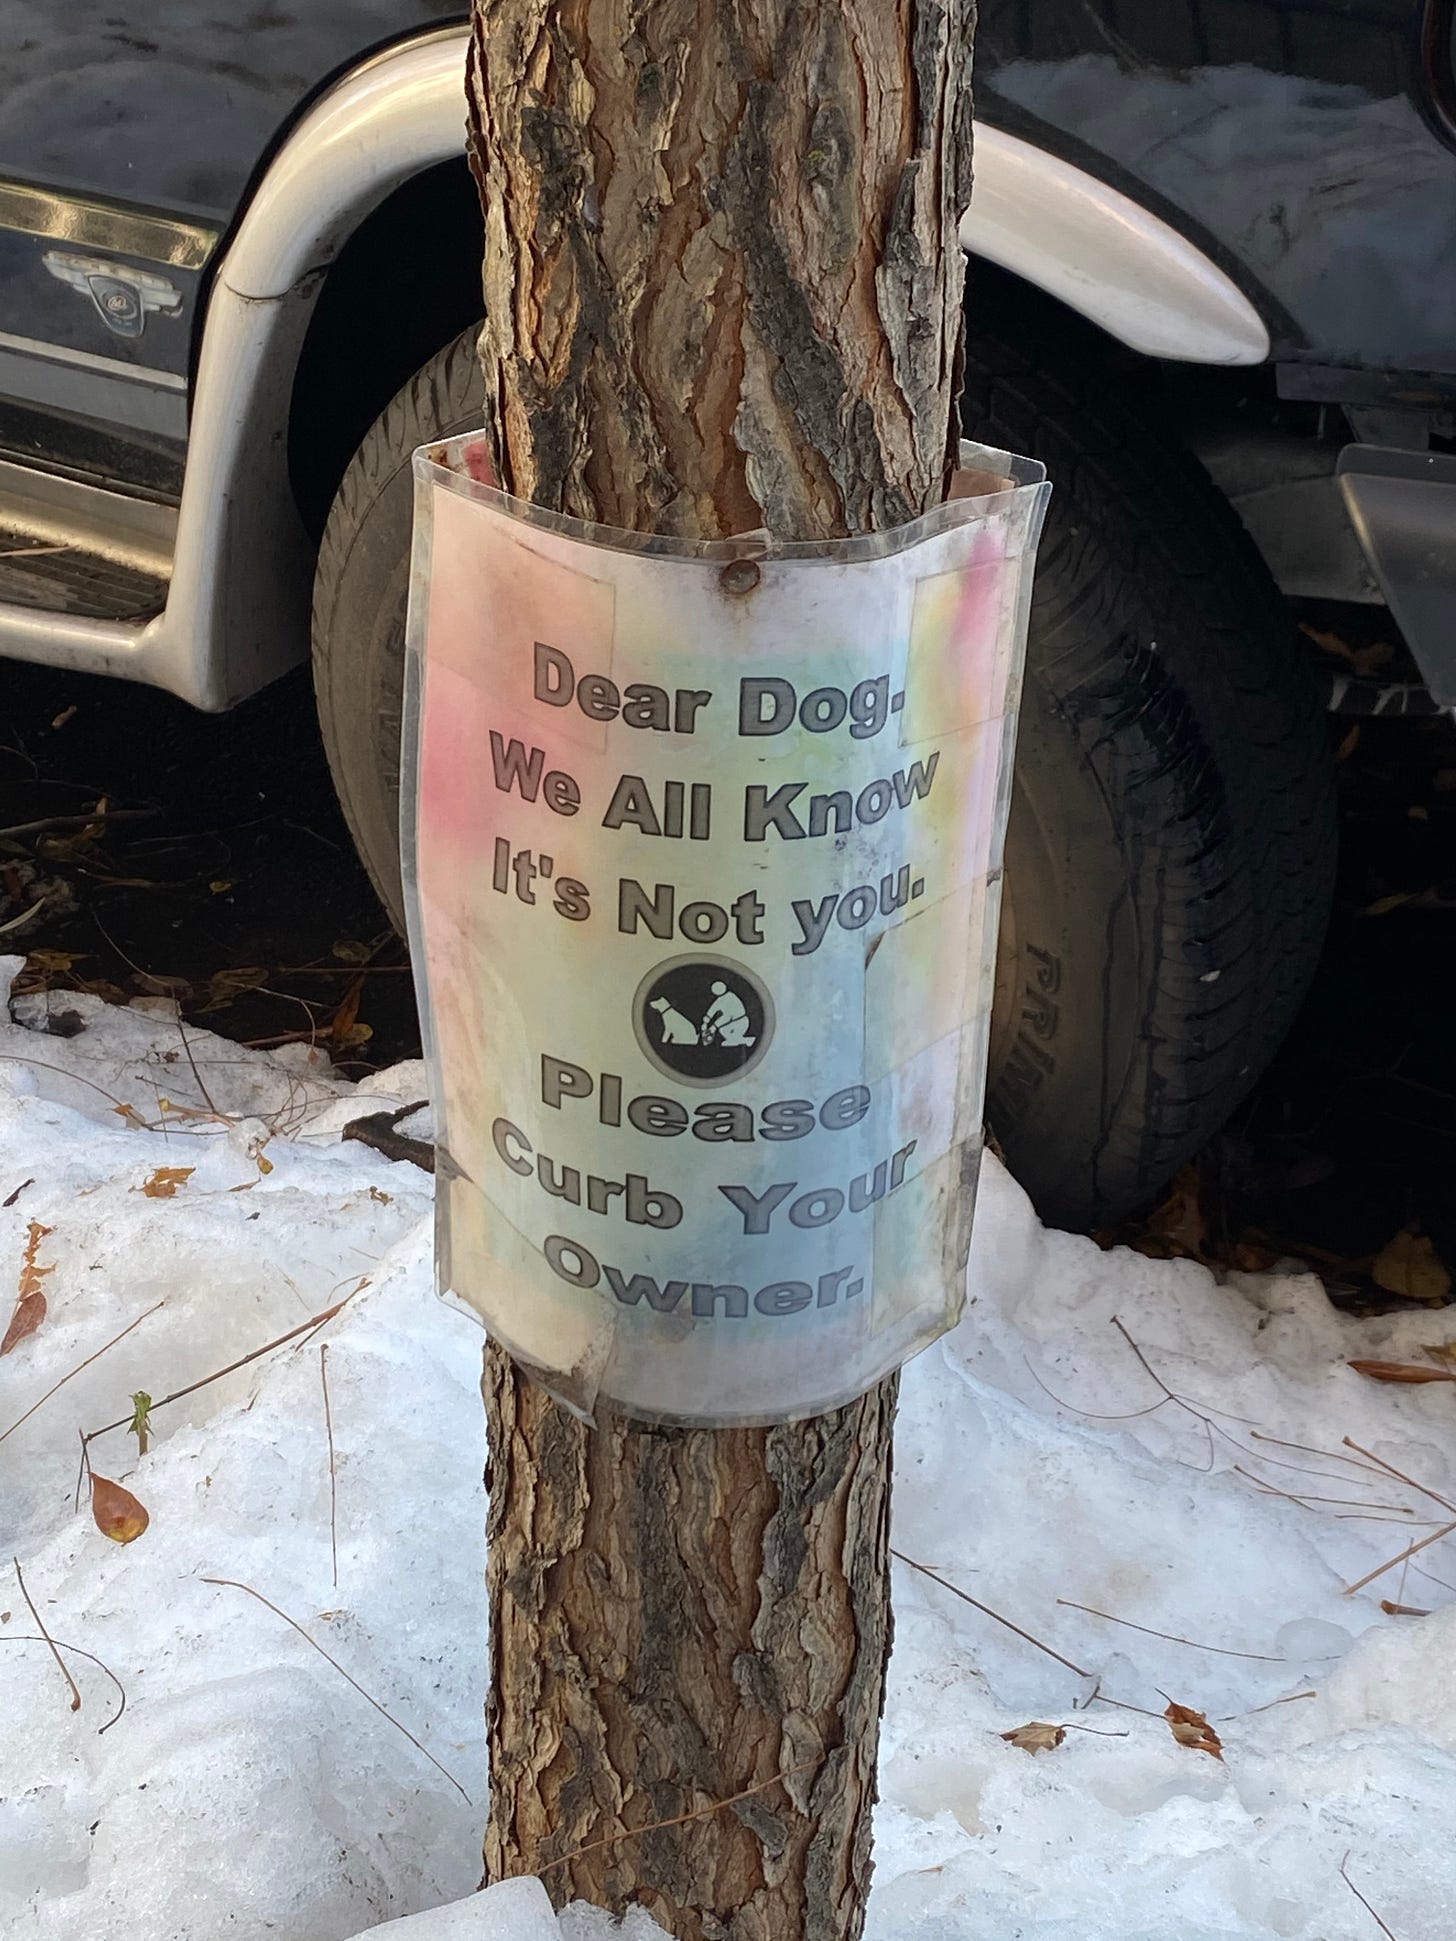 Dear Dog.
We All Know
It's Not you.
Please
Curb Your
Owner.